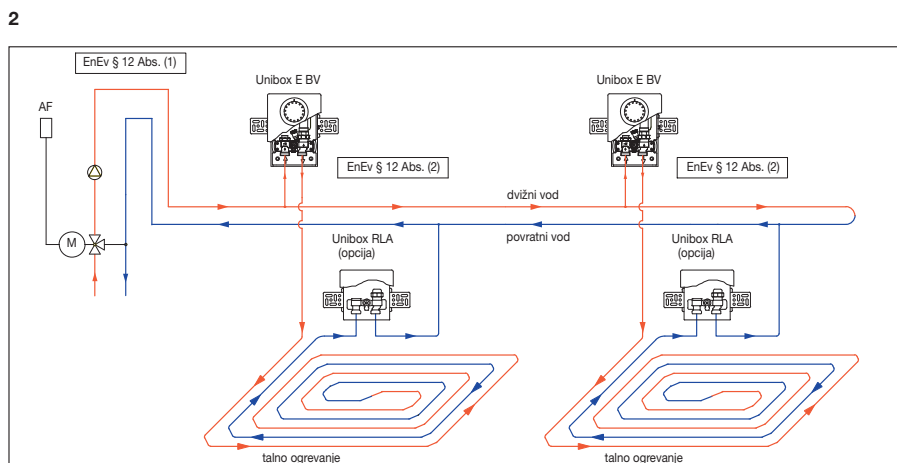 2
EnEv § 12 Abs. (1)
AF
M
Unibox E BV
Unibox E BV
EnEv § 12 Abs. (2)
EnEv § 12 Abs. (2)
dvižni vod
povratni vod
Unibox RLA
(opcija)
Unibox RLA
(opcija)
talno ogrevanje
talno ogrevanje